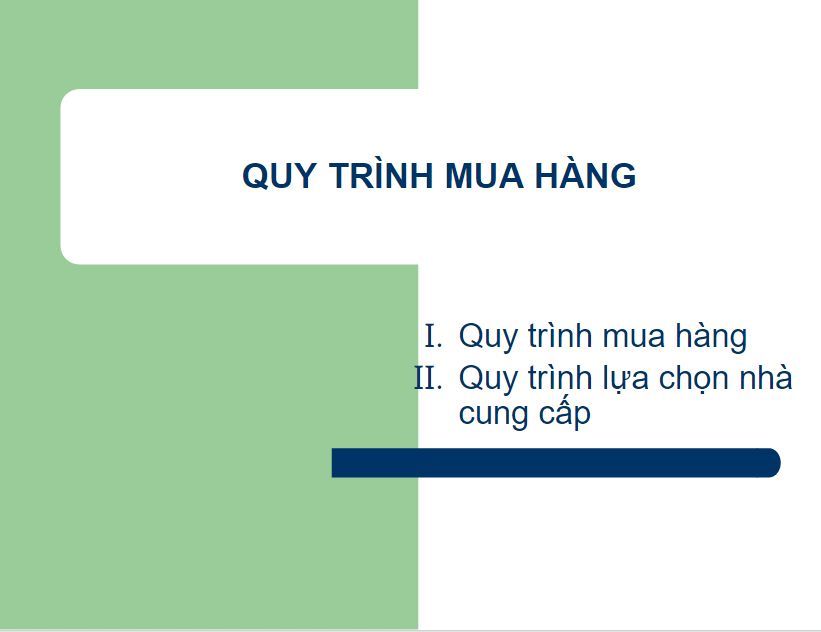 QUY TRÌNH MUA HÀNG
I. Quy trình mua hàng
II. Quy trình lựa chọn nhà
cung cấp